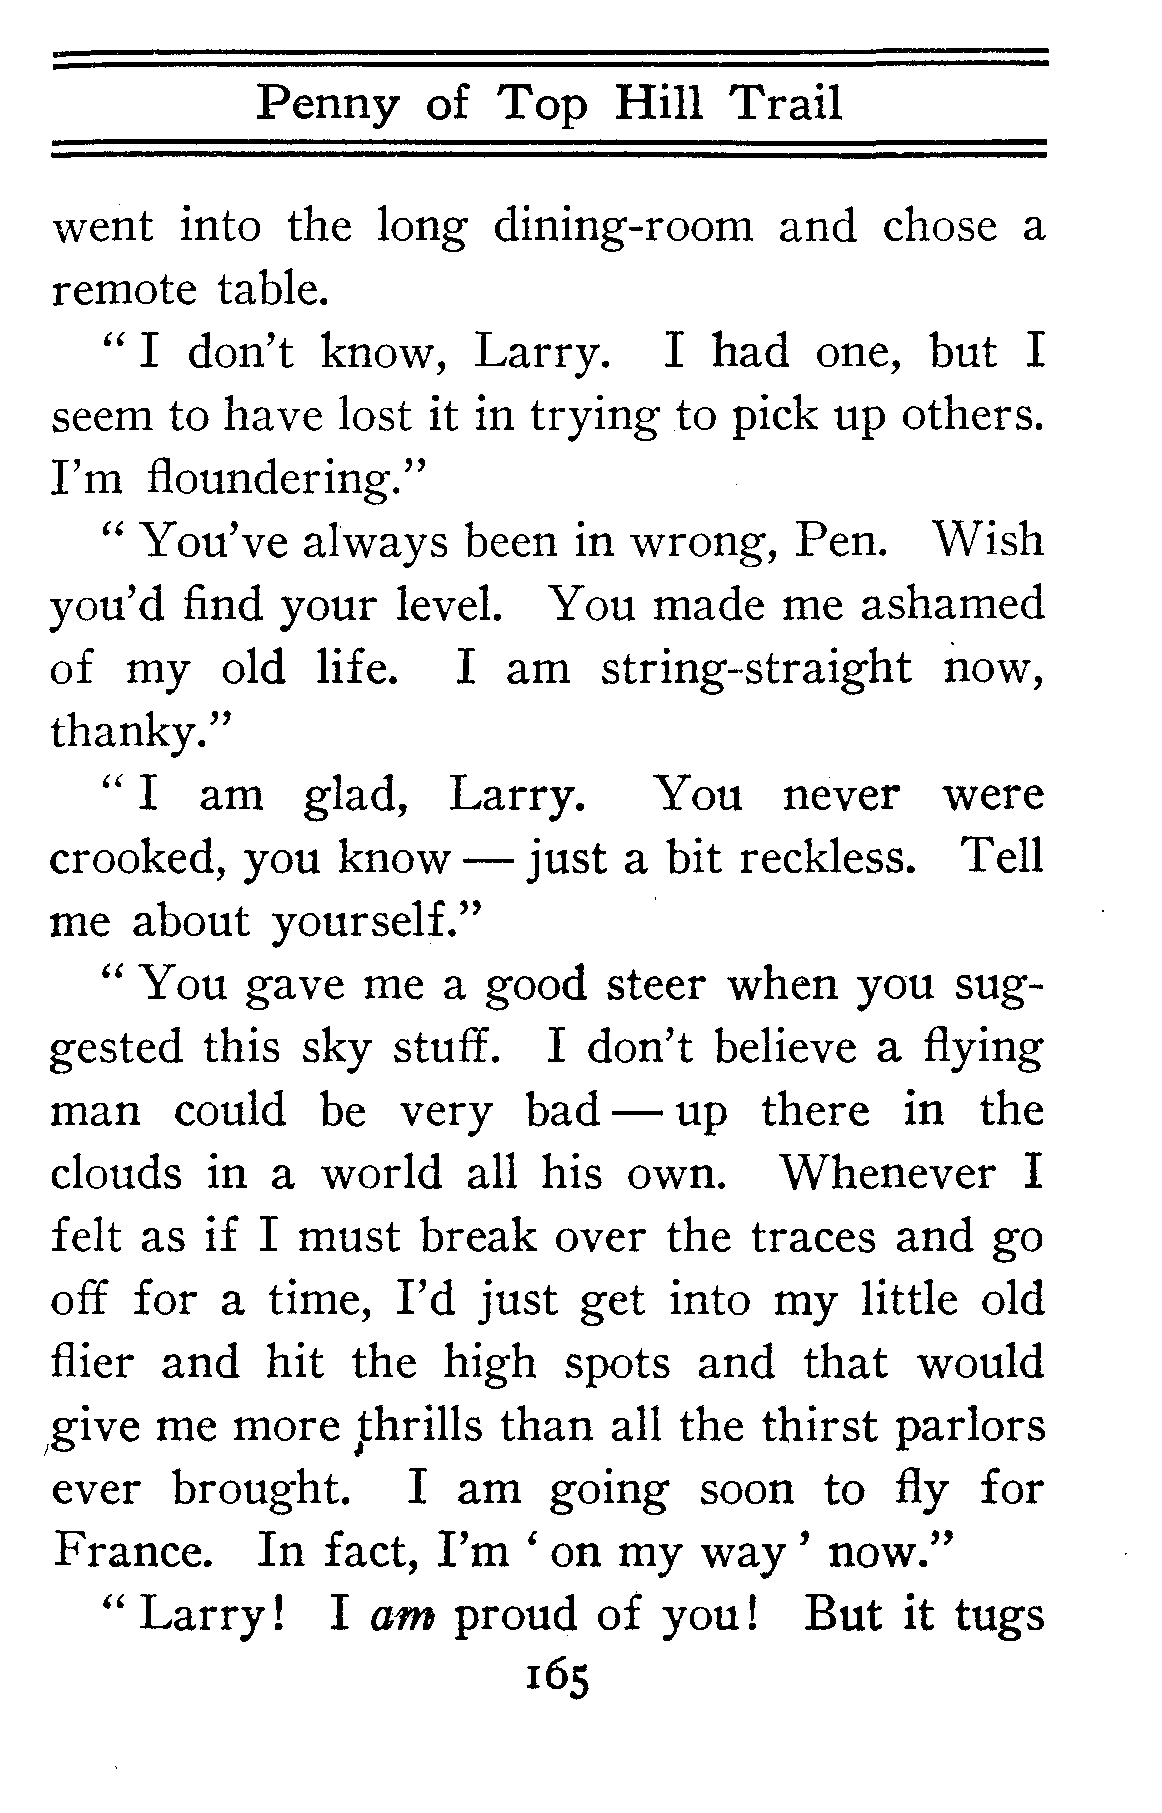 Penny of Top Hill Trail
went into the long dining-room and chose a
remote table.
“ I don’t know, Larry. I had one, but I
seem to have lost it in trying to pick up others.
I’m floundering.”
“ You’ve always been in wrong, Pen. Wish
you’d find your level. You made me ashamed
of my old life. I am string-straight now,
thanky.”
“ I am glad, Larry. You never were
crooked, you know — just a bit reckless. Tell
me about yourself.”
“ You gave me a good steer when you sug-
gested this sky stuff. I don’t believe a flying
man could be very bad — up there in the
clouds in a world all his own. Whenever I
felt as if I must break over the traces and go
off for a time, I’d just get into my little old
flier and hit the high spots and that would
give me more thrills than all the thirst parlors
ever brought. I am going soon to fly for
France. In fact, I’m ‘ on my way ’ now.”
“ Larry! I am proud of you! But it tugs
165